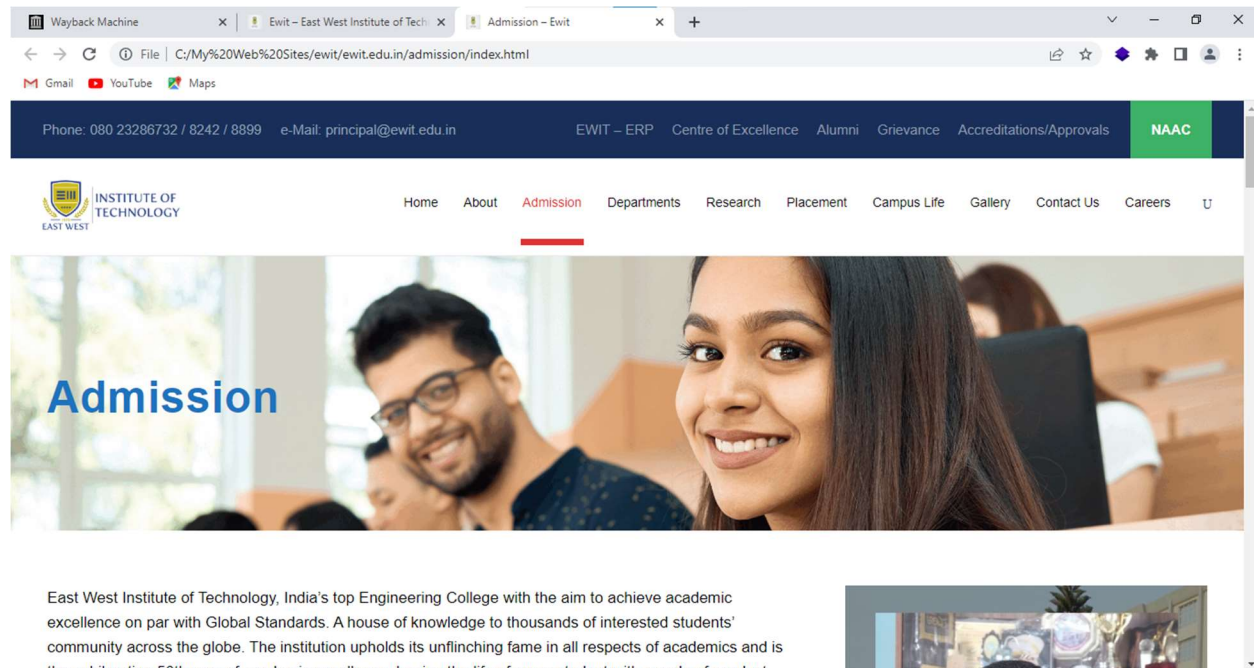 Wayback Machine
Ewit – East West Institute of Tech
Admission – Ewit
File | C:/My%20Web%20Sites/ewit/ewit.edu.in/admission/index.html
Gmail YouTube Maps
Phone: 080 23286732 / 8242 / 8899 e-Mail: principal@ewit.edu.in EWIT – ERP Centre of Excellence Alumni Grievance Accreditations/Approvals NAAC
INSTITUTE OF
TECHNOLOGY
EAST WEST
Home About Admission Departments Research Placement Campus Life Gallery Contact Us Careers U
Admission
East West Institute of Technology, India's top Engineering College with the aim to achieve academic
excellence on par with Global Standards. A house of knowledge to thousands of interested students'
community across the globe. The institution upholds its unflinching fame in all respects of academics and is